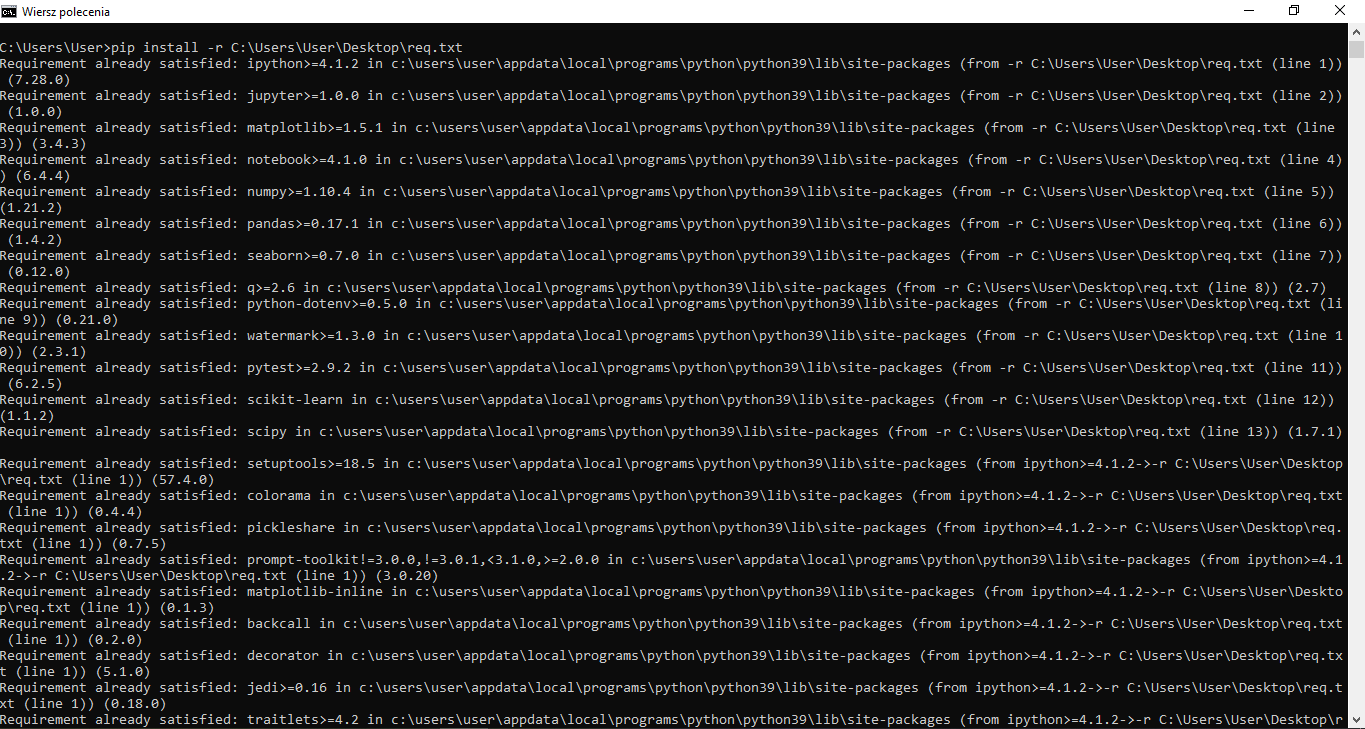 Wiersz polecenia
C:\Users\User>pip install -r C:\Users\User\Desktop\req.txt
Requirement already satisfied: ipython>=4.1.2 in c:\users\user\appdata\local\programs\python\python39\lib\site-packages (from -r C:\Users\User\Desktop\req.txt (line 1))
 (7.28.0)
Requirement already satisfied: jupyter>=1.0.0 in c:\users\user\appdata\local\programs\python\python39\lib\site-packages (from -r C:\Users\User\Desktop\req.txt (line 2))
 (1.0.0)
Requirement already satisfied: matplotlib>=1.5.1 in c:\users\user\appdata\local\programs\python\python39\lib\site-packages (from -r C:\Users\User\Desktop\req.txt (line
3)) (3.4.3)
Requirement already satisfied: notebook>=4.1.0 in c:\users\user\appdata\local\programs\python\python39\lib\site-packages (from -r C:\Users\User\Desktop\req.txt (line 4)
) (6.4.4)
Requirement already satisfied: numpy>=1.10.4 in c:\users\user\appdata\local\programs\python\python39\lib\site-packages (from -r C:\Users\User\Desktop\req.txt (line 5))
(1.21.2)
Requirement already satisfied: pandas>=0.17.1 in c:\users\user\appdata\local\programs\python\python39\lib\site-packages (from -r C:\Users\User\Desktop\req.txt (line 6))
 (1.4.2)
Requirement already satisfied: seaborn>=0.7.0 in c:\users\user\appdata\local\programs\python\python39\lib\site-packages (from -r C:\Users\User\Desktop\req.txt (line 7))
 (0.12.0)
Requirement already satisfied: q>=2.6 in c:\users\user\appdata\local\programs\python\python39\lib\site-packages (from -r C:\Users\User\Desktop\req.txt (line 8)) (2.7)
Requirement already satisfied: python-dotenv>=0.5.0 in c:\users\user\appdata\local\programs\python\python39\lib\site-packages (from -r C:\Users\User\Desktop\req.txt (li
ne 9)) (0.21.0)
Requirement already satisfied: watermark>=1.3.0 in c:\users\user\appdata\local\programs\python\python39\lib\site-packages (from -r C:\Users\User\Desktop\req.txt (line 1
0)) (2.3.1)
Requirement already satisfied: pytest>=2.9.2 in c:\users\user\appdata\local\programs\python\python39\lib\site-packages (from -r C:\Users\User\Desktop\req.txt (line 11))
 (6.2.5)
Requirement already satisfied: scikit-learn in c:\users\user\appdata\local\programs\python\python39\lib\site-packages (from -r C:\Users\User\Desktop\req.txt (line 12))
(1.1.2)
Requirement already satisfied: scipy in c:\users\user\appdata\local\programs\python\python39\lib\site-packages (from -r C:\Users\User\Desktop\req.txt (line 13)) (1.7.1)
Requirement already satisfied: setuptools>=18.5 in c:\users\user\appdata\local\programs\python\python39\lib\site-packages (from ipython>=4.1.2->-r C:\Users\User\Desktop
\req.txt (line 1)) (57.4.0)
Requirement already satisfied: colorama in c:\users\user\appdata\local\programs\python\python39\lib\site-packages (from ipython>=4.1.2->-r C:\Users\User\Desktop\req.txt
 (line 1)) (0.4.4)
Requirement already satisfied: pickleshare in c:\users\user\appdata\local\programs\python\python39\lib\site-packages (from ipython>=4.1.2->-r C:\Users\User\Desktop\req.
txt (line 1)) (0.7.5)
Requirement already satisfied: prompt-toolkit!=3.0.0,!=3.0.1,<3.1.0,>=2.0.0 in c:\users\user\appdata\local\programs\python\python39\lib\site-packages (from ipython>=4.1
.2->-r C:\Users\User\Desktop\req.txt (line 1)) (3.0.20)
Requirement already satisfied: matplotlib-inline in c:\users\user\appdata\local\programs\python\python39\lib\site-packages (from ipython>=4.1.2->-r C:\Users\User\Deskto
p\req.txt (line 1)) (0.1.3)
Requirement already satisfied: backcall in c:\users\user\appdata\local\programs\python\python39\lib\site-packages (from ipython>=4.1.2->-r C:\Users\User\Desktop\req.txt
 (line 1)) (0.2.0)
Requirement already satisfied: decorator in c:\users\user\appdata\local\programs\python\python39\lib\site-packages (from ipython>=4.1.2->-r C:\Users\User\Desktop\req.tx
t (line 1)) (5.1.0)
Requirement already satisfied: jedi>=0.16 in c:\users\user\appdata\local\programs\python\python39\lib\site-packages (from ipython>=4.1.2->-r C:\Users\User\Desktop\req.t
xt (line 1)) (0.18.0)
Requirement already satisfied: traitlets>=4.2 in c:\users\user\appdata\local\programs\python\python39\lib\site-packages (from ipython>=4.1.2->-r C:\Users\User\Desktop\r